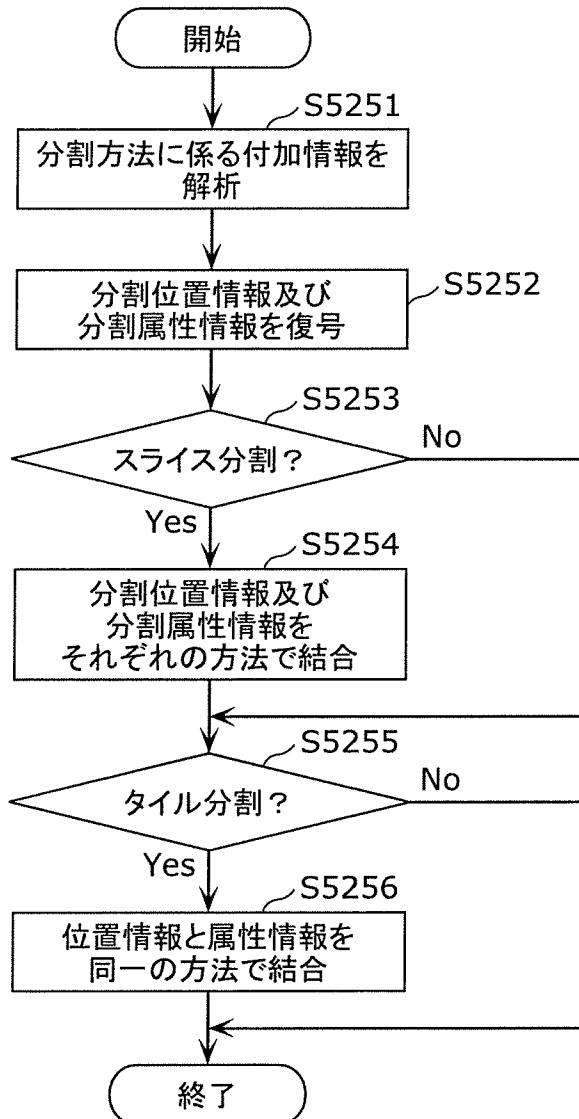 開始
S5251
分割方法に係る付加情報を
解析
S5252
分割位置情報及び
分割属性情報を復号
S5253
スライス分割?
No
Yes
S5254
分割位置情報及び
分割属性情報を
それぞれの方法で結合
S5255
タイル分割?
No
Yes
S5256
位置情報と属性情報を
同一の方法で結合
終了